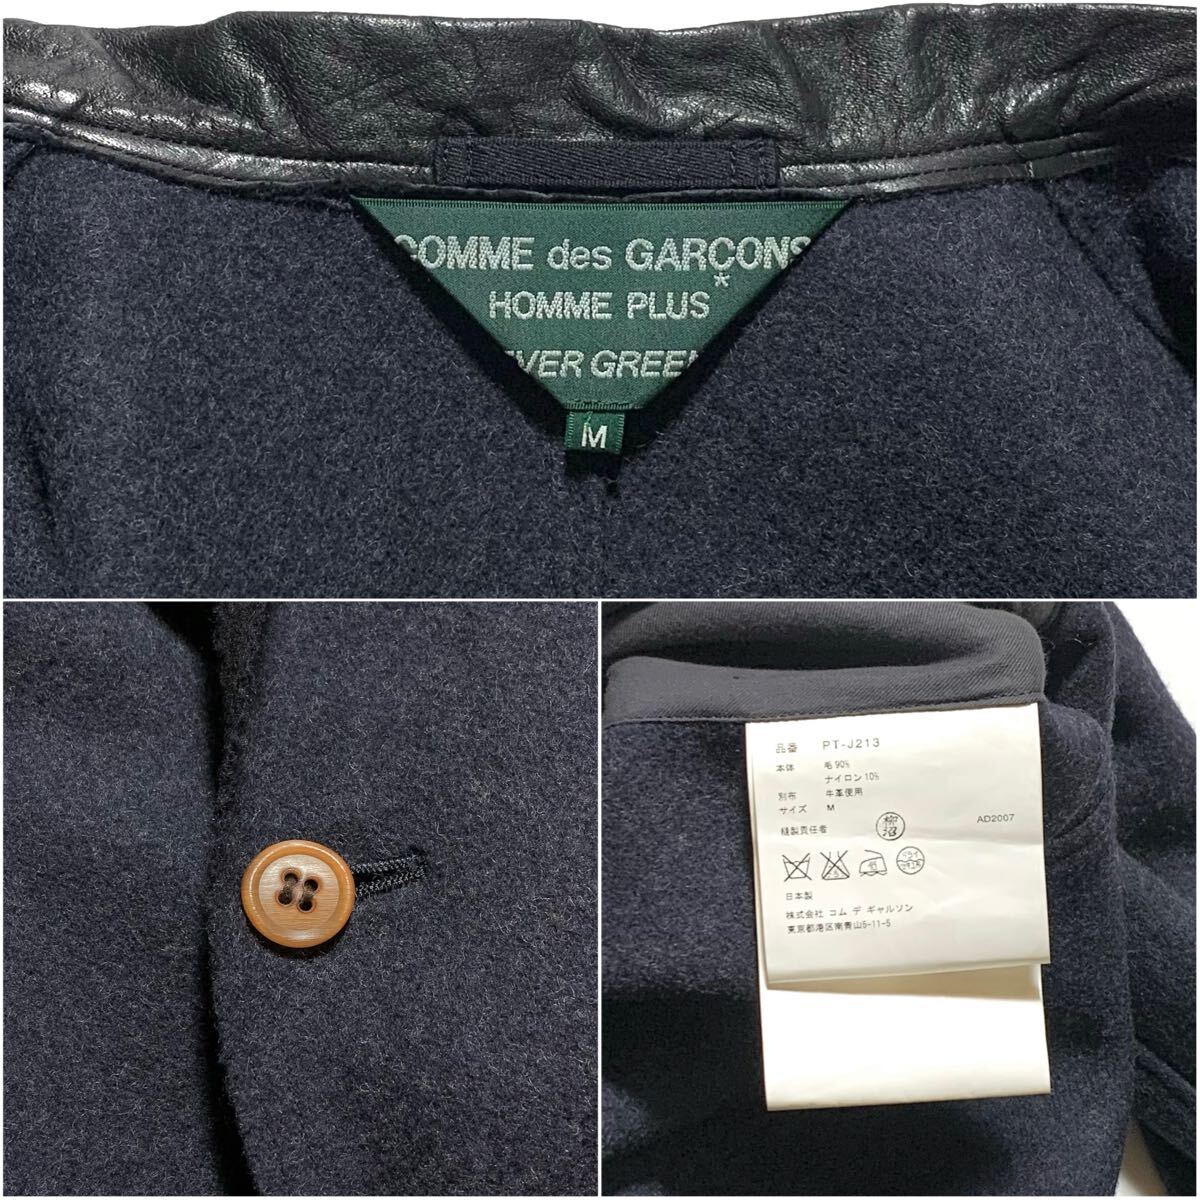 COMME des GARÇONS
HOMME PLUS*
EVER GREEN
M
品番 PT-J213
本体 毛 90%
ナイロン 10%
別布 牛革使用
サイズ M
縫製責任者 柳沼
AD2007
日本製
株式会社 コム デ ギャルソン
東京都港区南青山5-11-5